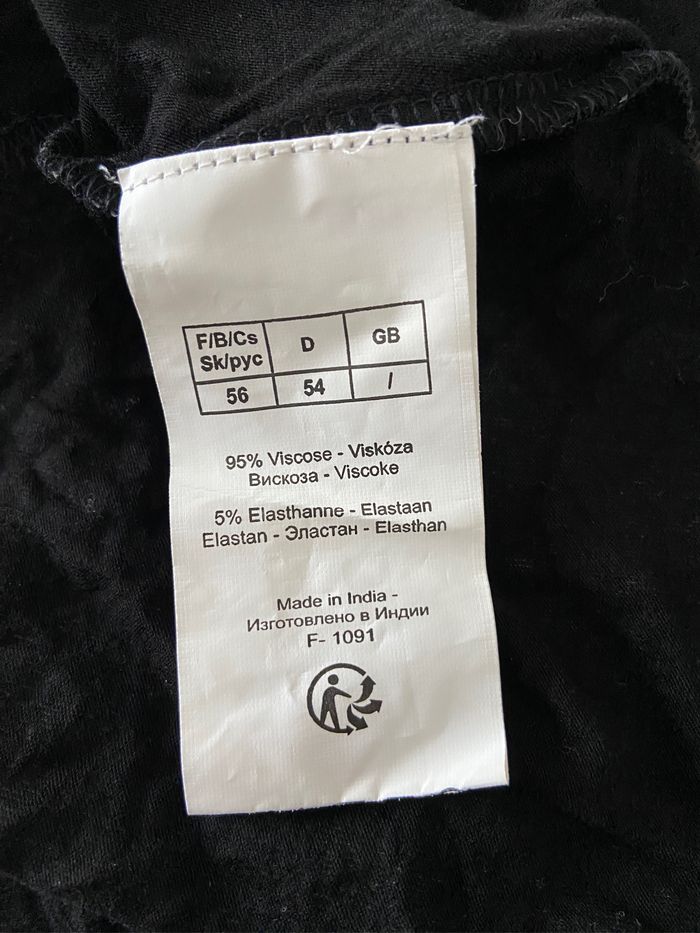 F/B/Cs D GB
Sk/рус
56 54 /
95% Viscose - Viskóza
Вискоза - Viscoke
5% Elasthanne - Elastaan
Elastan - Эластан - Elasthan
Made in India -
Изготовлено в Индии
F- 1091